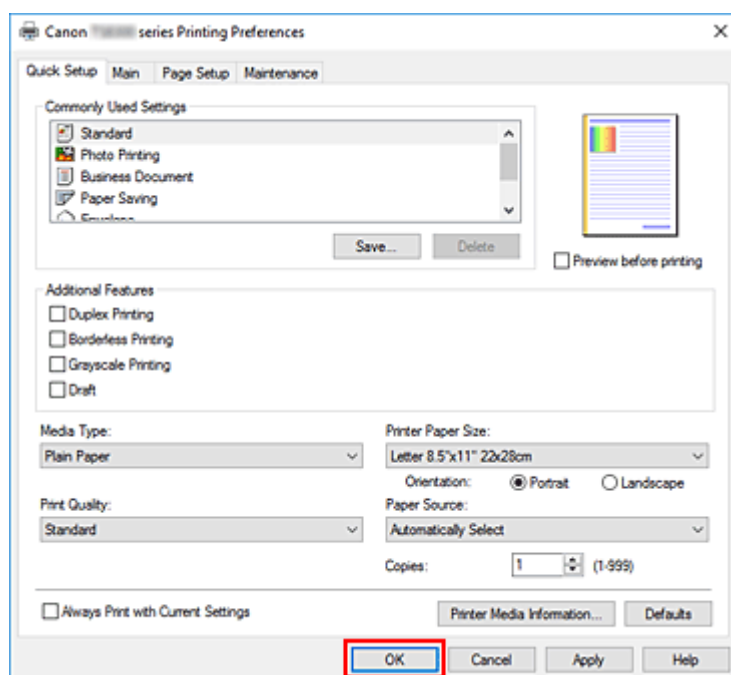 Canon series Printing Preferences
Quick Setup Main Page Setup Maintenance
Commonly Used Settings
Standard
Photo Printing
Business Document
Paper Saving
Envelope
Save... Delete
Preview before printing
Additional Features
Duplex Printing
Borderless Printing
Grayscale Printing
Draft
Media Type: Printer Paper Size:
Plain Paper Letter 8.5"x11" 22x28cm
Orientation: Portrait Landscape
Print Quality: Paper Source:
Standard Automatically Select
Copies: 1 (1-999)
Always Print with Current Settings Printer Media Information... Defaults
OK Cancel Apply Help